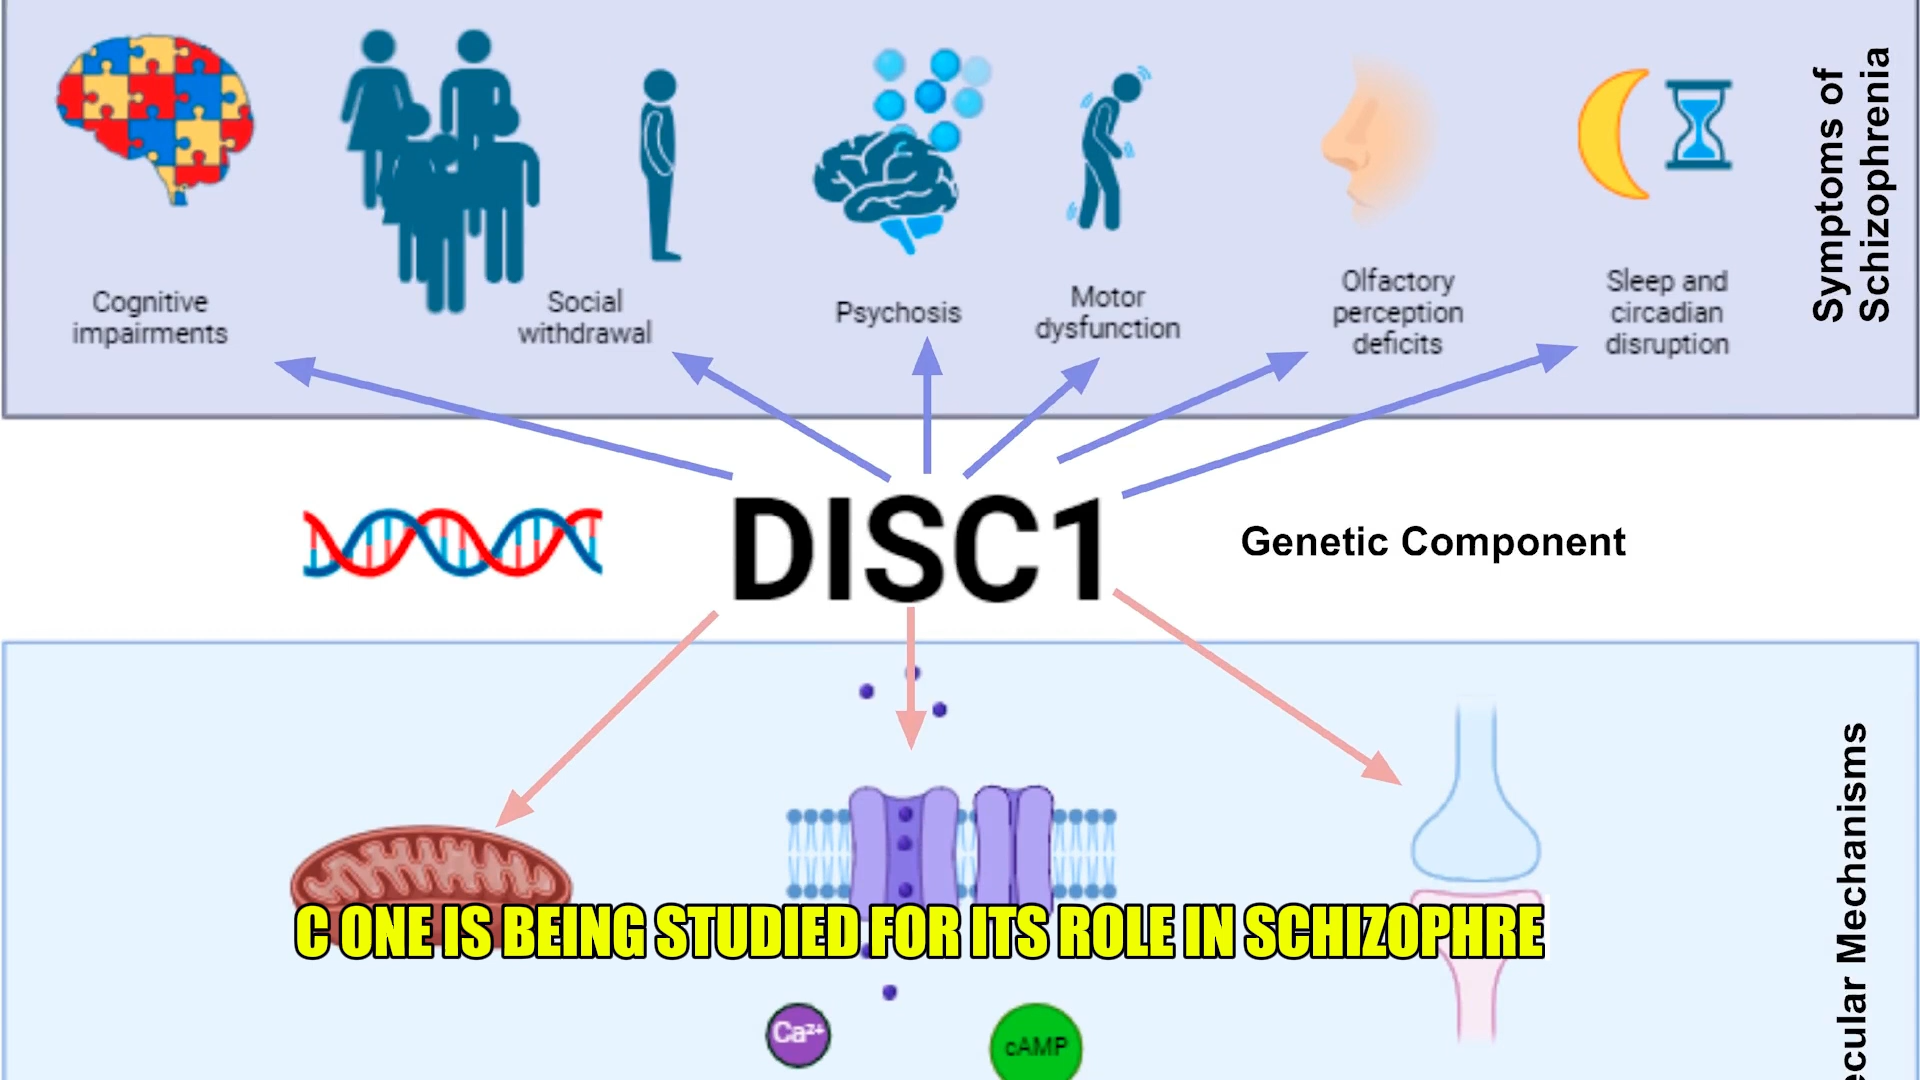 Cognitive
impairments
Social
withdrawal
Psychosis
Motor
dysfunction
Olfactory
perception
deficits
Sleep and
circadian
disruption
Symptoms of
Schizophrenia
DISC1
Genetic Component
C ONE IS BEING STUDIED FOR ITS ROLE IN SCHIZOPHRE
Ca²⁺
cAMP
ecular Mechanisms